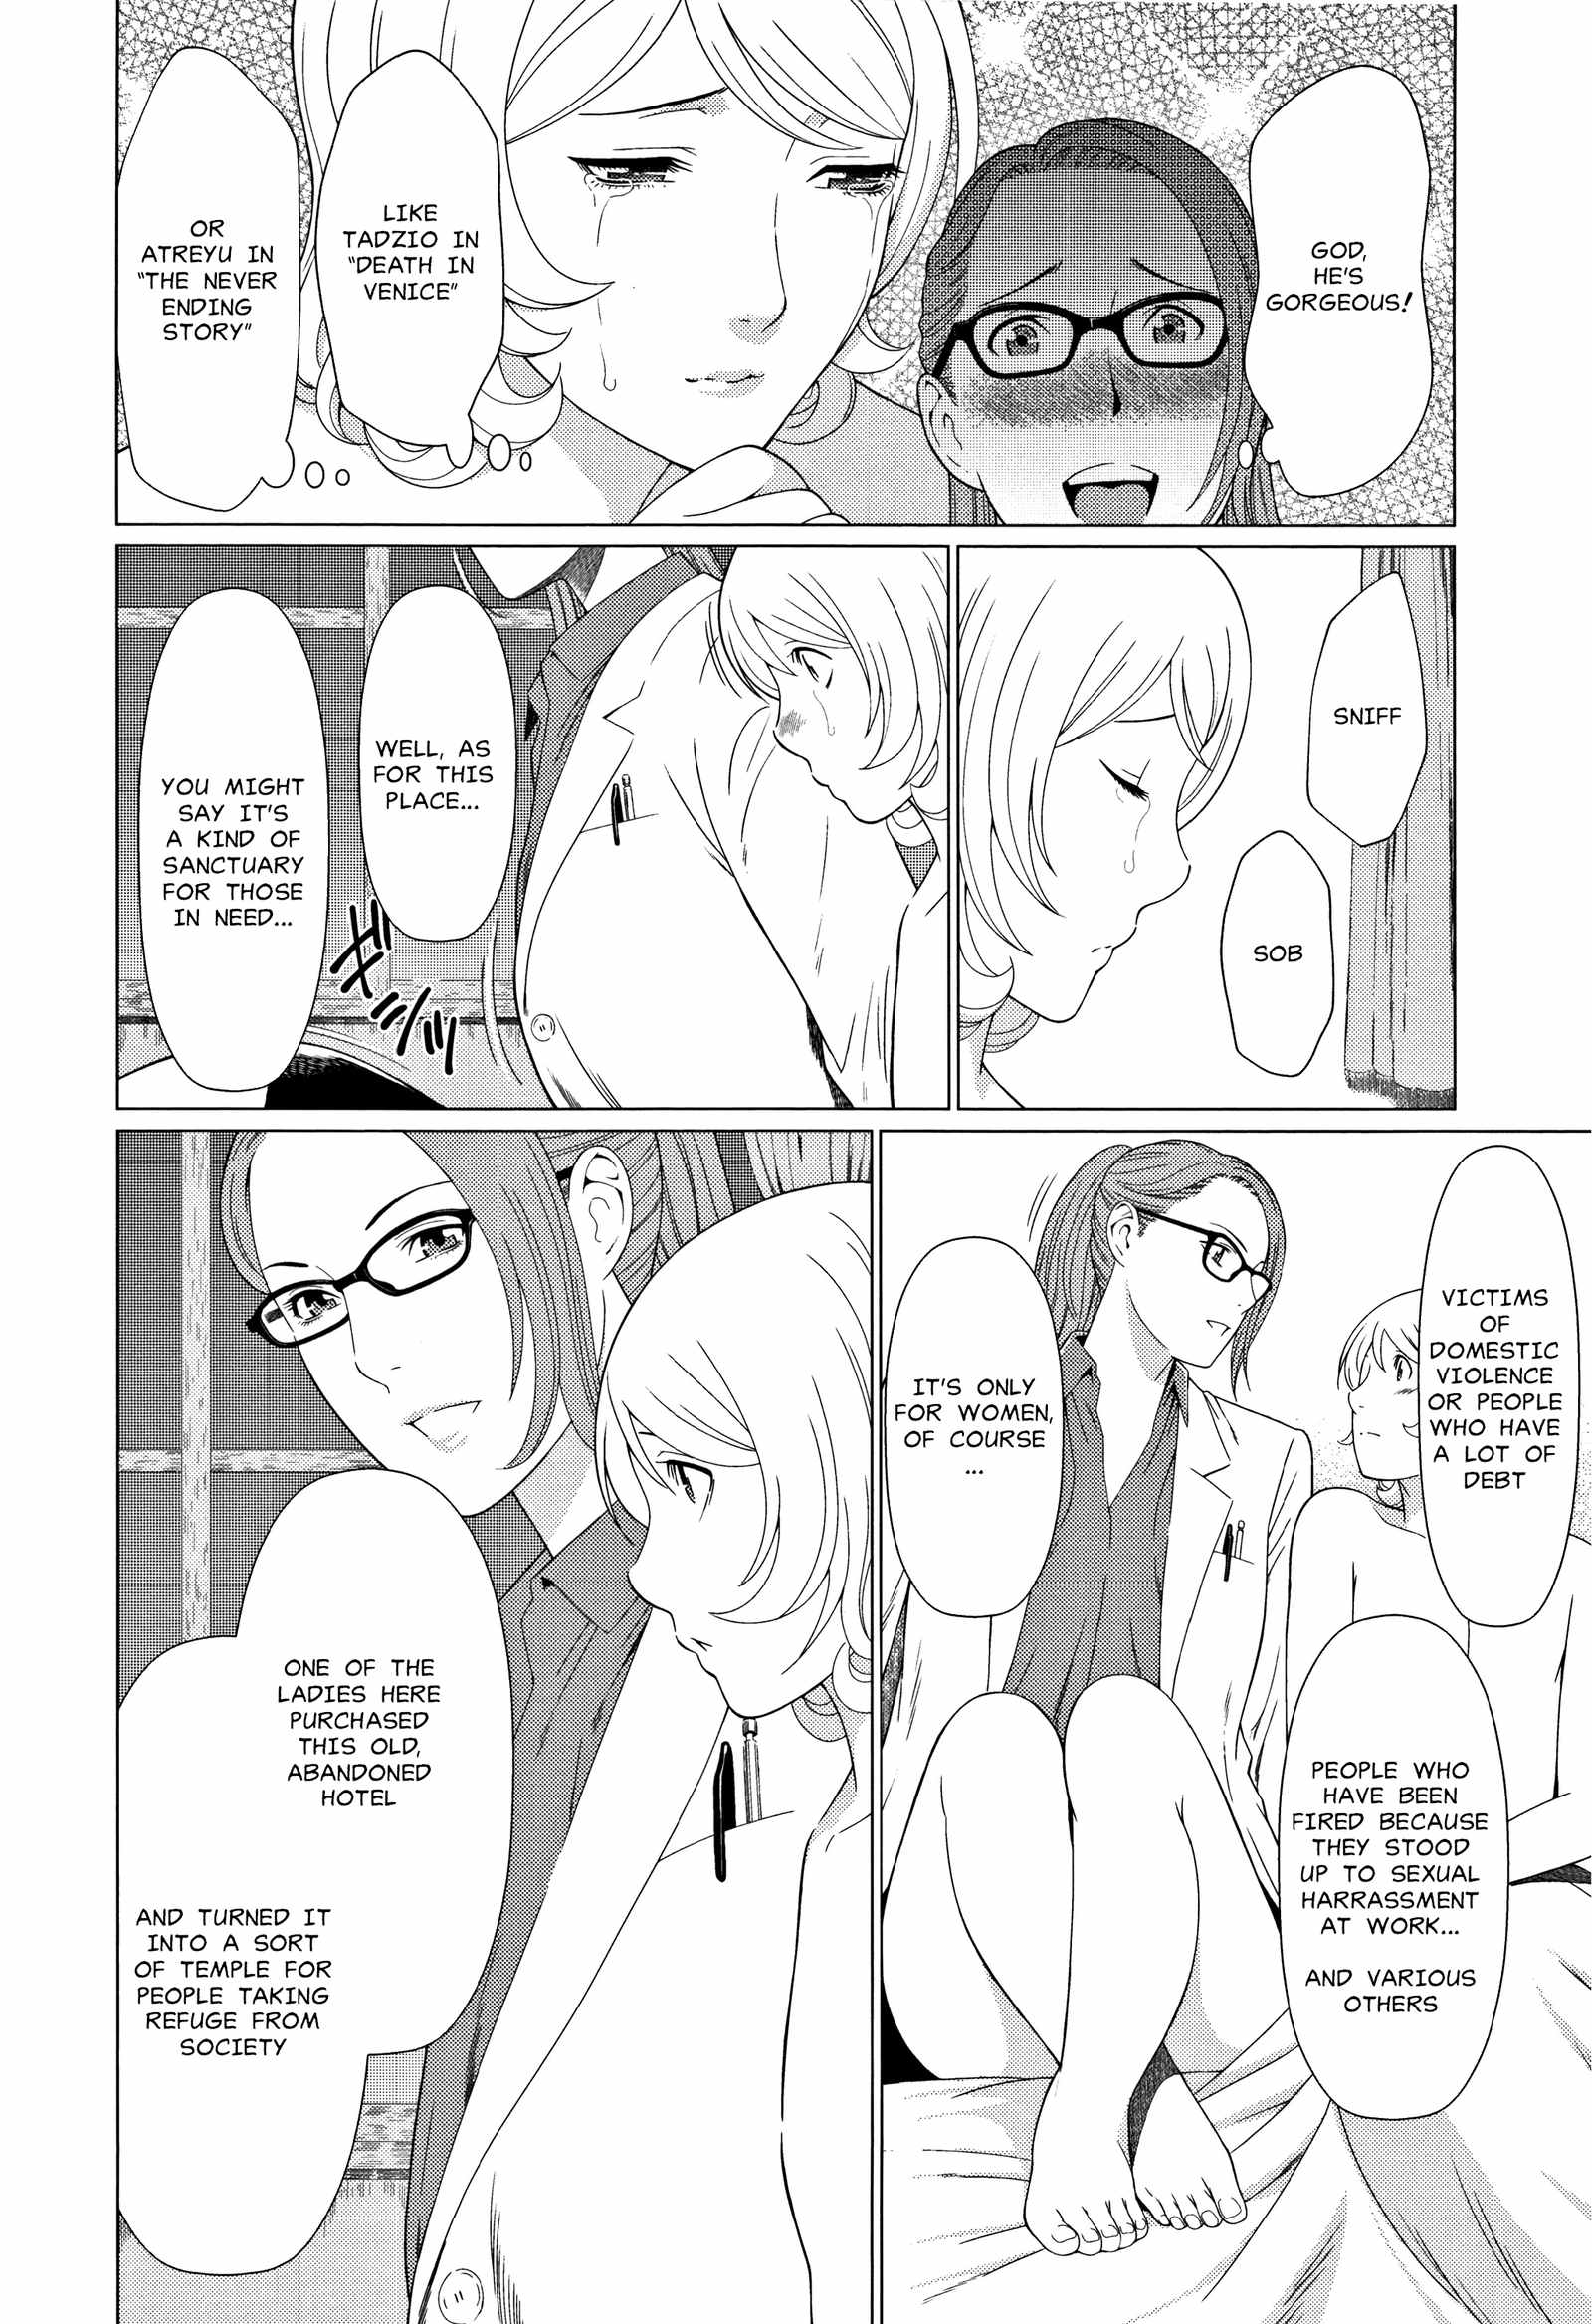 GOD,
HE'S
GORGEOUS!
LIKE
TADZIO IN
"DEATH IN
VENICE"
OR
ATREYU IN
"THE NEVER
ENDING
STORY"
SNIFF
SOB
WELL, AS
FOR THIS
PLACE...
YOU MIGHT
SAY IT'S
A KIND OF
SANCTUARY
FOR THOSE
IN NEED...
ギシッ
VICTIMS
OF
DOMESTIC
VIOLENCE
OR PEOPLE
WHO HAVE
A LOT OF
DEBT
PEOPLE WHO
HAVE BEEN
FIRED BECAUSE
THEY STOOD
UP TO SEXUAL
HARRASSMENT
AT WORK...
AND VARIOUS
OTHERS
IT'S ONLY
FOR WOMEN,
OF COURSE
...
ONE OF THE
LADIES HERE
PURCHASED
THIS OLD,
ABANDONED
HOTEL
AND TURNED IT
INTO A SORT
OF TEMPLE FOR
PEOPLE TAKING
REFUGE FROM
SOCIETY